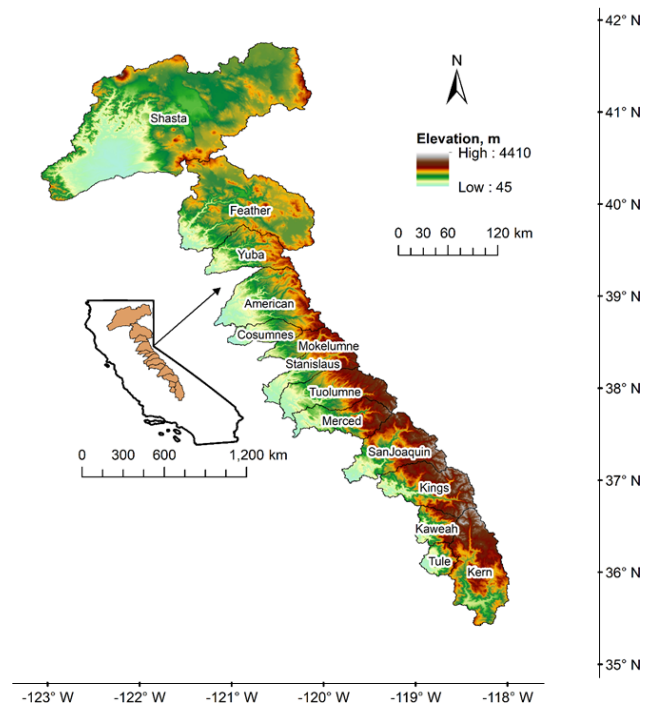 42° N
N
41° N
Shasta
Elevation, m
High : 4410
Low : 45
40° N
Feather
0 30 60 120 km
Yuba
39° N
American
Cosumnes
Mokelumne
Stanislaus
38° N
Tuolumne
Merced
0 300 600 1,200 km
SanJoaquin
37° N
Kings
Kaweah
Tule
Kern
36° N
35° N
-123° W -122° W -121° W -120° W -119° W -118° W